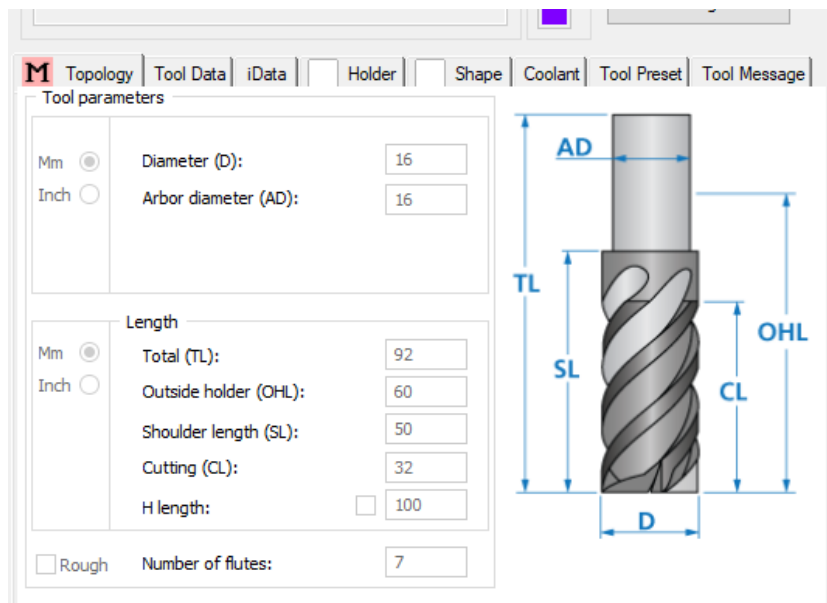 M Topology Tool Data iData Holder Shape Coolant Tool Preset Tool Message
Tool parameters
Mm
Inch
Diameter (D): 16
Arbor diameter (AD): 16
Length
Mm
Inch
Total (TL): 92
Outside holder (OHL): 60
Shoulder length (SL): 50
Cutting (CL): 32
H length: 100
Rough Number of flutes: 7
AD
TL
OHL
SL
CL
D